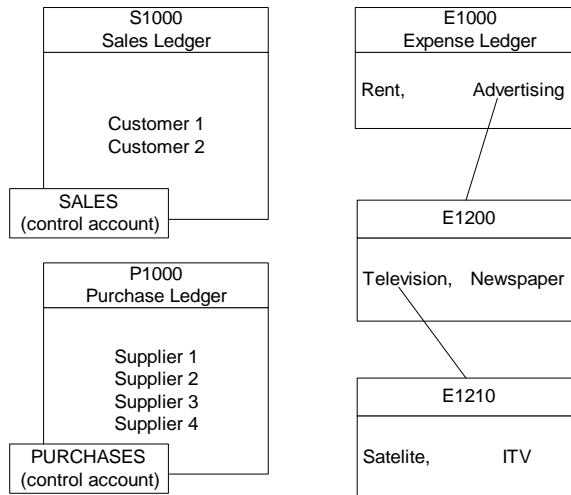 S1000
Sales Ledger
Customer 1
Customer 2
SALES
(control account)
P1000
Purchase Ledger
Supplier 1
Supplier 2
Supplier 3
Supplier 4
PURCHASES
(control account)
E1000
Expense Ledger
Rent, Advertising
E1200
Television, Newspaper
E1210
Satelite, ITV